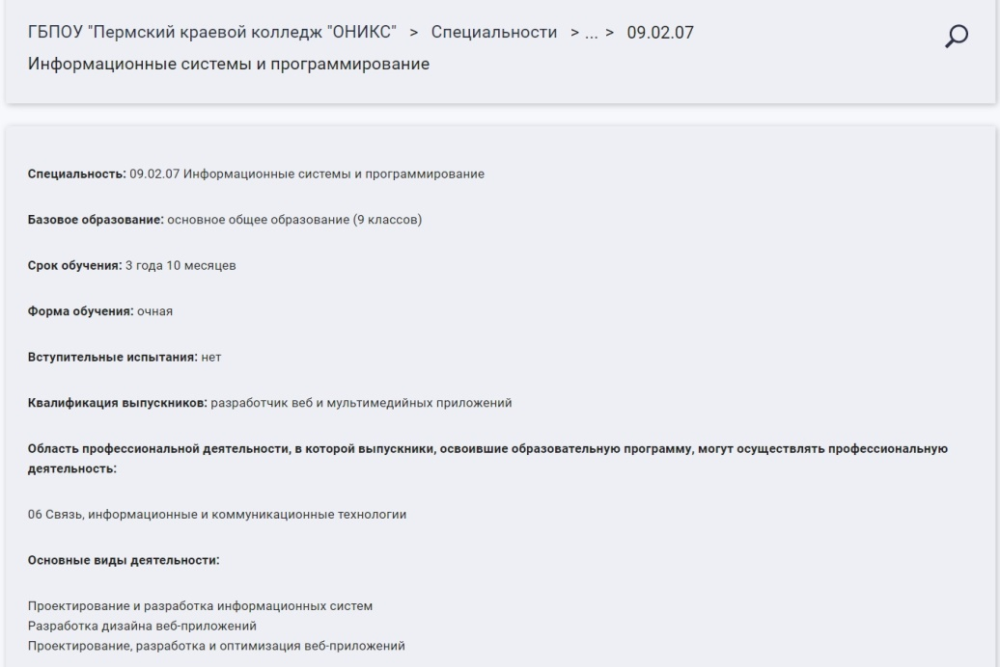 ГБПОУ "Пермский краевой колледж "ОНИКС" > Специальности > ... > 09.02.07
Информационные системы и программирование
Специальность: 09.02.07 Информационные системы и программирование
Базовое образование: основное общее образование (9 классов)
Срок обучения: 3 года 10 месяцев
Форма обучения: очная
Вступительные испытания: нет
Квалификация выпускников: разработчик веб и мультимедийных приложений
Область профессиональной деятельности, в которой выпускники, освоившие образовательную программу, могут осуществлять профессиональную
деятельность:
06 Связь, информационные и коммуникационные технологии
Основные виды деятельности:
Проектирование и разработка информационных систем
Разработка дизайна веб-приложений
Проектирование, разработка и оптимизация веб-приложений